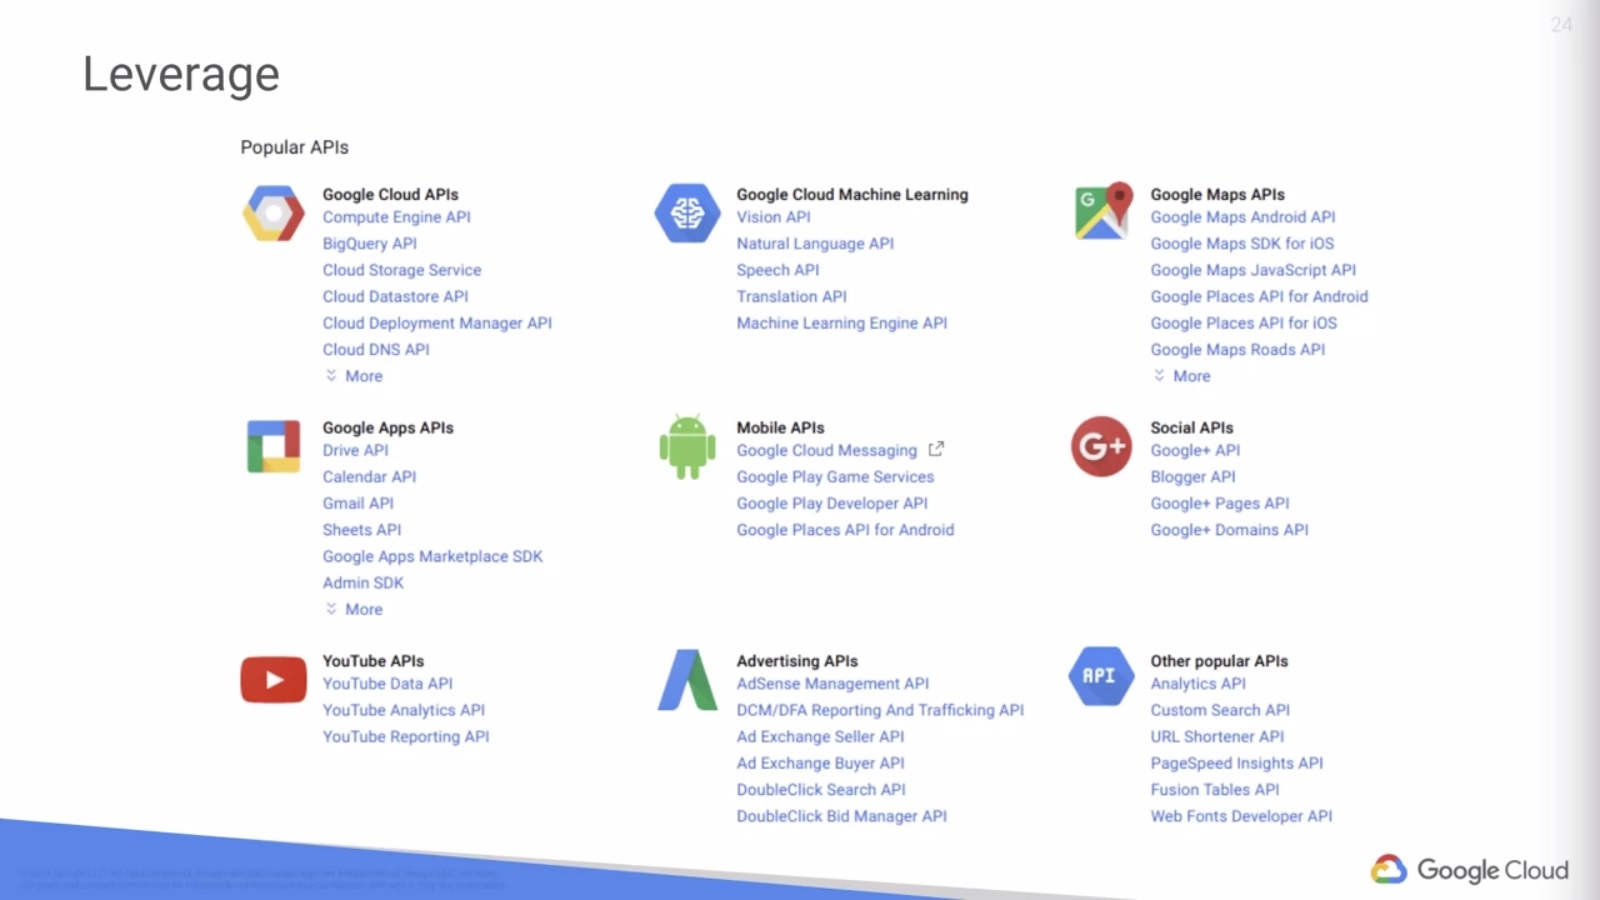 24
Leverage
Popular APIs
Google Cloud APIs
Compute Engine API
BigQuery API
Cloud Storage Service
Cloud Datastore API
Cloud Deployment Manager API
Cloud DNS API
More
Google Cloud Machine Learning
Vision API
Natural Language API
Speech API
Translation API
Machine Learning Engine API
G
Google Maps APIs
Google Maps Android API
Google Maps SDK for iOS
Google Maps JavaScript API
Google Places API for Android
Google Places API for iOS
Google Maps Roads API
More
Google Apps APIs
Drive API
Calendar API
Gmail API
Sheets API
Google Apps Marketplace SDK
Admin SDK
More
Mobile APIs
Google Cloud Messaging
Google Play Game Services
Google Play Developer API
Google Places API for Android
G+
Social APIs
Google+ API
Blogger API
Google+ Pages API
Google+ Domains API
YouTube APIs
YouTube Data API
YouTube Analytics API
YouTube Reporting API
Advertising APIs
AdSense Management API
DCM/DFA Reporting And Trafficking API
Ad Exchange Seller API
Ad Exchange Buyer API
DoubleClick Search API
DoubleClick Bid Manager API
API
Other popular APIs
Analytics API
Custom Search API
URL Shortener API
PageSpeed Insights API
Fusion Tables API
Web Fonts Developer API
Google Cloud